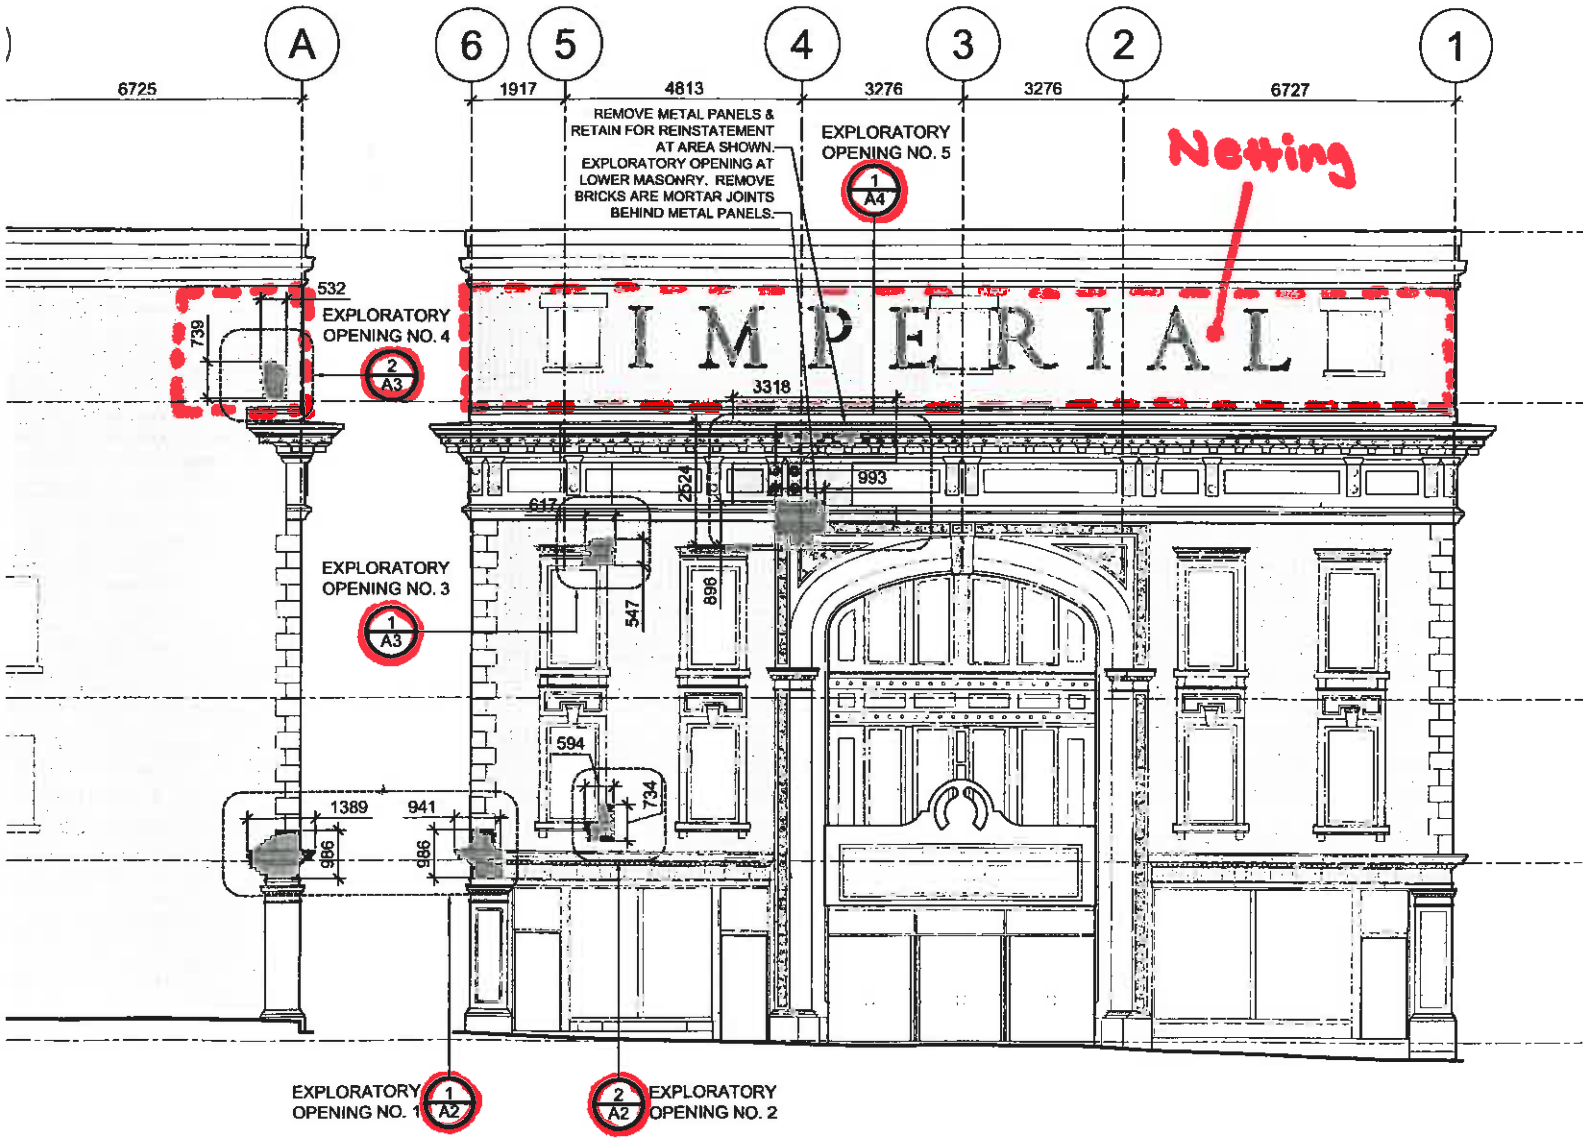 A
6
5
4
3
2
1
6725
1917
4813
3276
3276
6727
REMOVE METAL PANELS &
RETAIN FOR REINSTATEMENT
AT AREA SHOWN.
EXPLORATORY OPENING AT
LOWER MASONRY. REMOVE
BRICKS ARE MORTAR JOINTS
BEHIND METAL PANELS.
EXPLORATORY
OPENING NO. 5
1
A4
Netting
532
739
EXPLORATORY
OPENING NO. 4
2
A3
IMPERIAL
3318
2524
993
617
547
898
EXPLORATORY
OPENING NO. 3
1
A3
594
734
1389
941
986
986
EXPLORATORY
OPENING NO. 1
1
A2
2
A2
EXPLORATORY
OPENING NO. 2